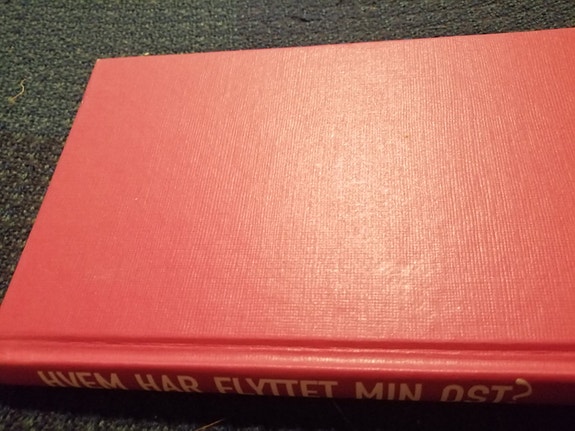 HVEM HAR FLYTTET MIN OST?